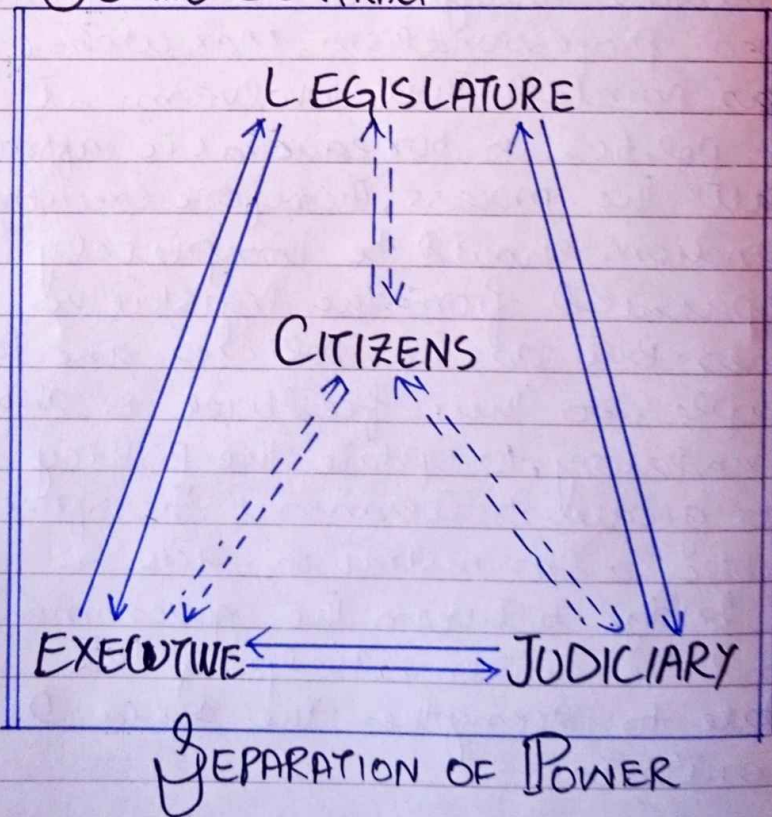 LEGISLATURE
CITIZENS
EXECUTIVE
JUDICIARY
SEPARATION OF POWER